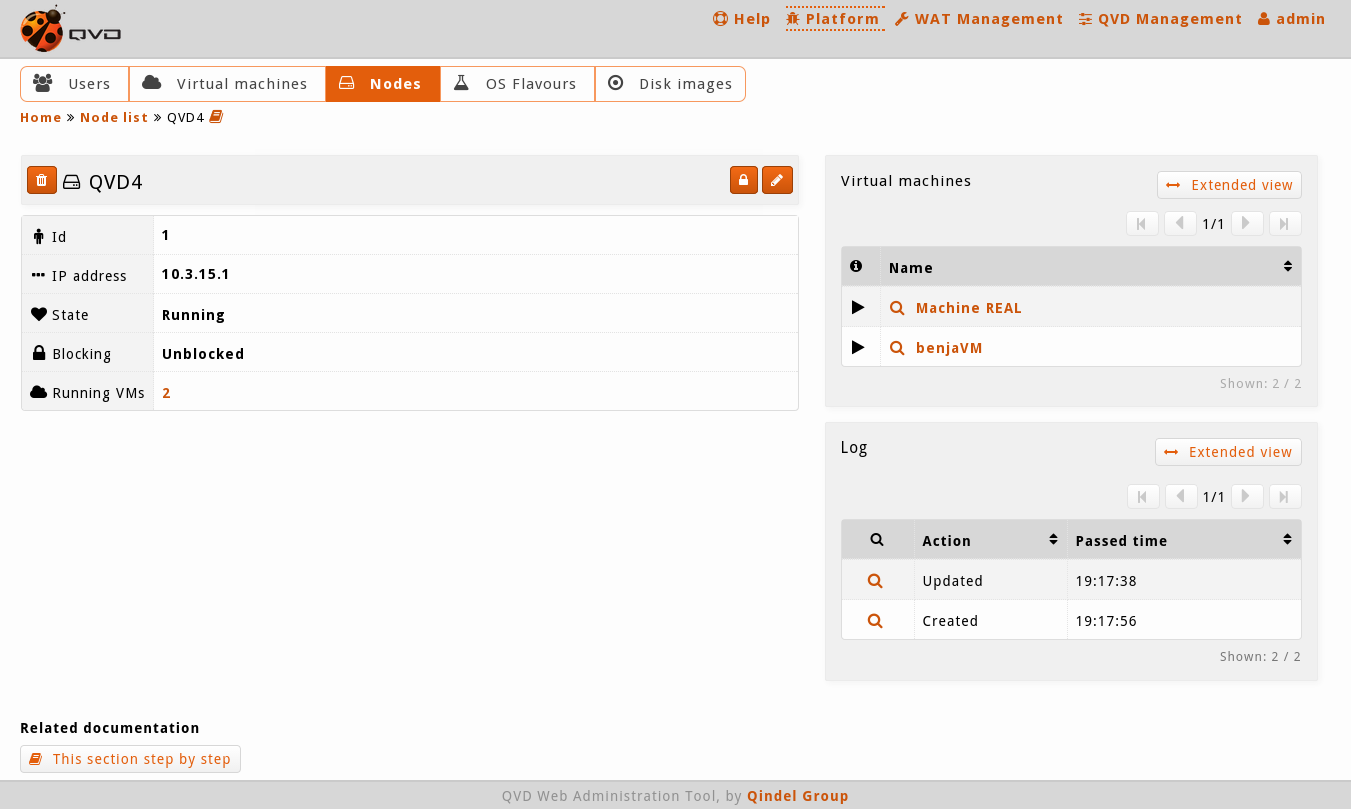 QVD
Help Platform WAT Management QVD Management admin
Users Virtual machines Nodes OS Flavours Disk images
Home » Node list » QVD4
QVD4
Id 1
IP address 10.3.15.1
State Running
Blocking Unblocked
Running VMs 2
Virtual machines
Extended view
1/1
Name
Machine REAL
benjaVM
Shown: 2 / 2
Log
Extended view
1/1
Action Passed time
Updated 19:17:38
Created 19:17:56
Shown: 2 / 2
Related documentation
This section step by step
QVD Web Administration Tool, by Qindel Group